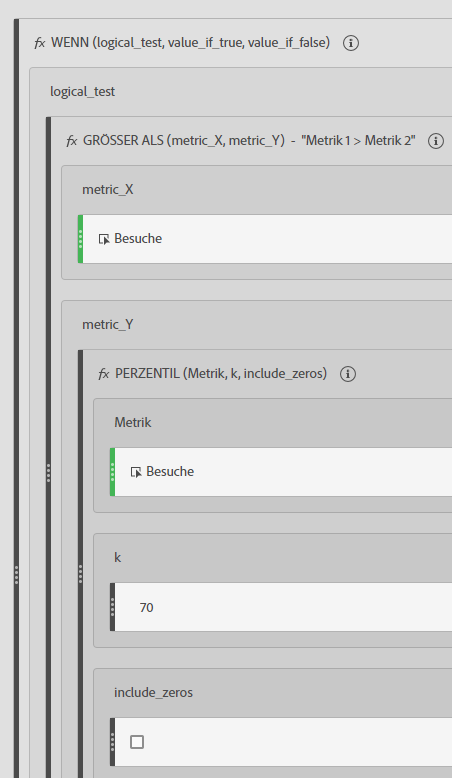 fx WENN (logical_test, value_if_true, value_if_false)
logical_test
fx GRÖSSER ALS (metric_X, metric_Y) - "Metrik 1 > Metrik 2"
metric_X
Besuche
metric_Y
fx PERZENTIL (Metrik, k, include_zeros)
Metrik
Besuche
k
70
include_zeros